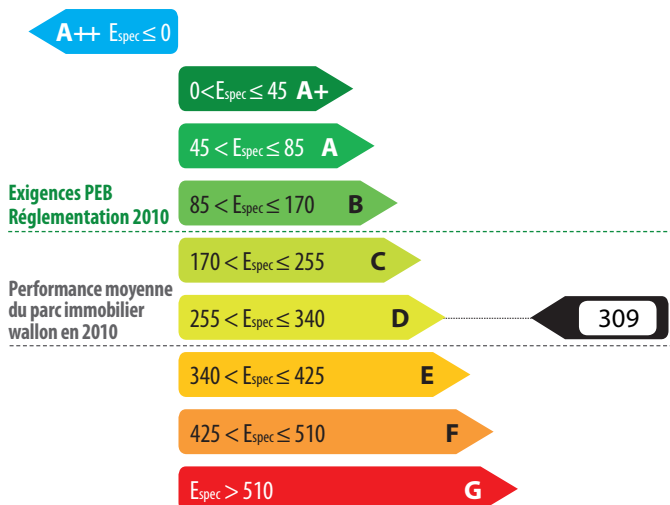 A++ Espec ≤ 0
0<Espec ≤ 45 A+
45 < Espec ≤ 85 A
Exigences PEB
Réglementation 2010
85 < Espec ≤ 170 B
170 < Espec ≤ 255 C
Performance moyenne
du parc immobilier
wallon en 2010
255 < Espec ≤ 340 D
309
340 < Espec ≤ 425 E
425 < Espec ≤ 510 F
Espec > 510 G